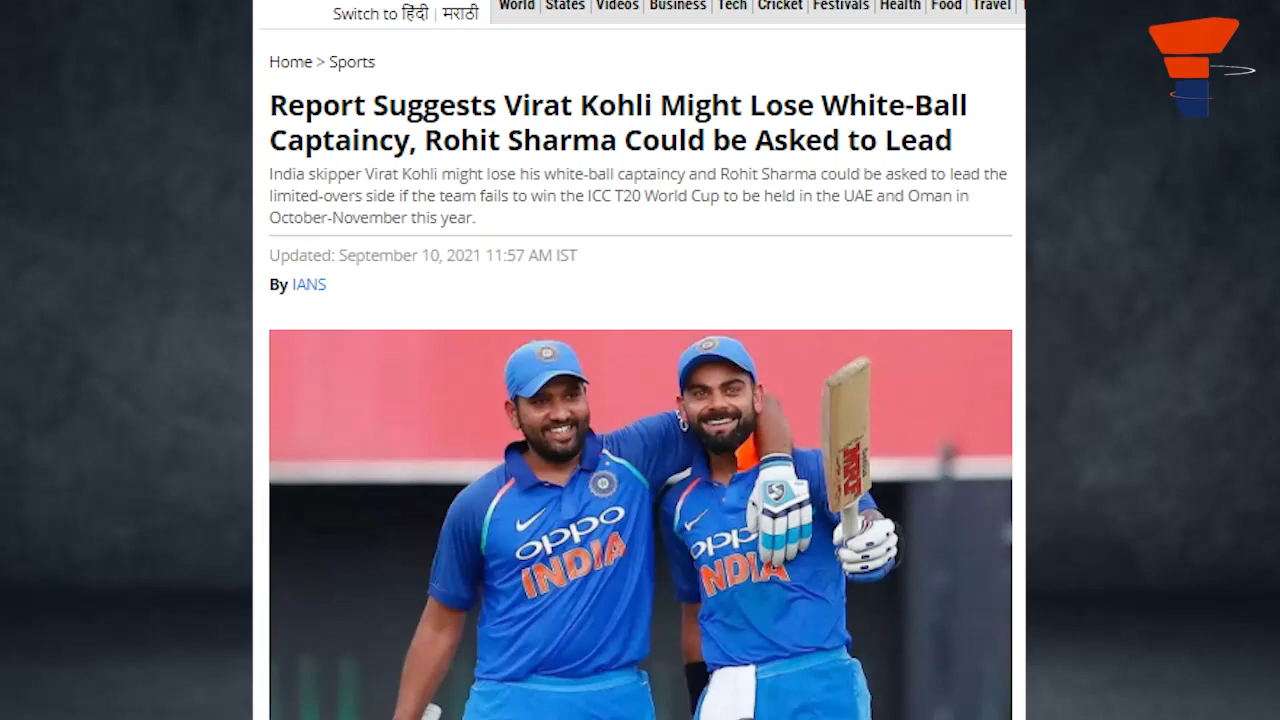 Switch to हिंदी | मराठी
World | States | Videos | Business | Tech | Cricket | Festivals | Health | Food | Travel |
Home > Sports
Report Suggests Virat Kohli Might Lose White-Ball
Captaincy, Rohit Sharma Could be Asked to Lead
India skipper Virat Kohli might lose his white-ball captaincy and Rohit Sharma could be asked to lead the
limited-overs side if the team fails to win the ICC T20 World Cup to be held in the UAE and Oman in
October-November this year.
Updated: September 10, 2021 11:57 AM IST
By IANS
oppo
INDIA
oppo
INDIA
MRF